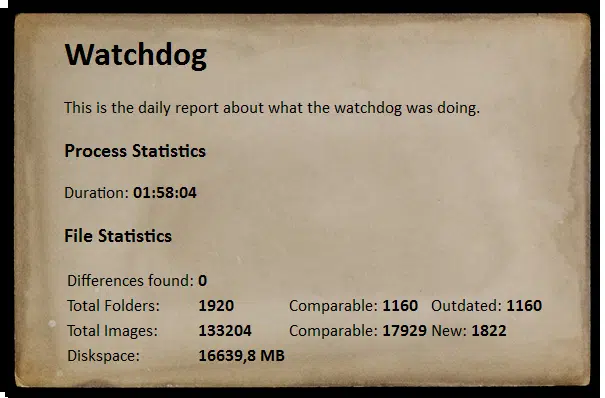 Watchdog
This is the daily report about what the watchdog was doing.
Process Statistics
Duration: 01:58:04
File Statistics
Differences found: 0
Total Folders: 1920 Comparable: 1160 Outdated: 1160
Total Images: 133204 Comparable: 17929 New: 1822
Diskspace: 16639,8 MB